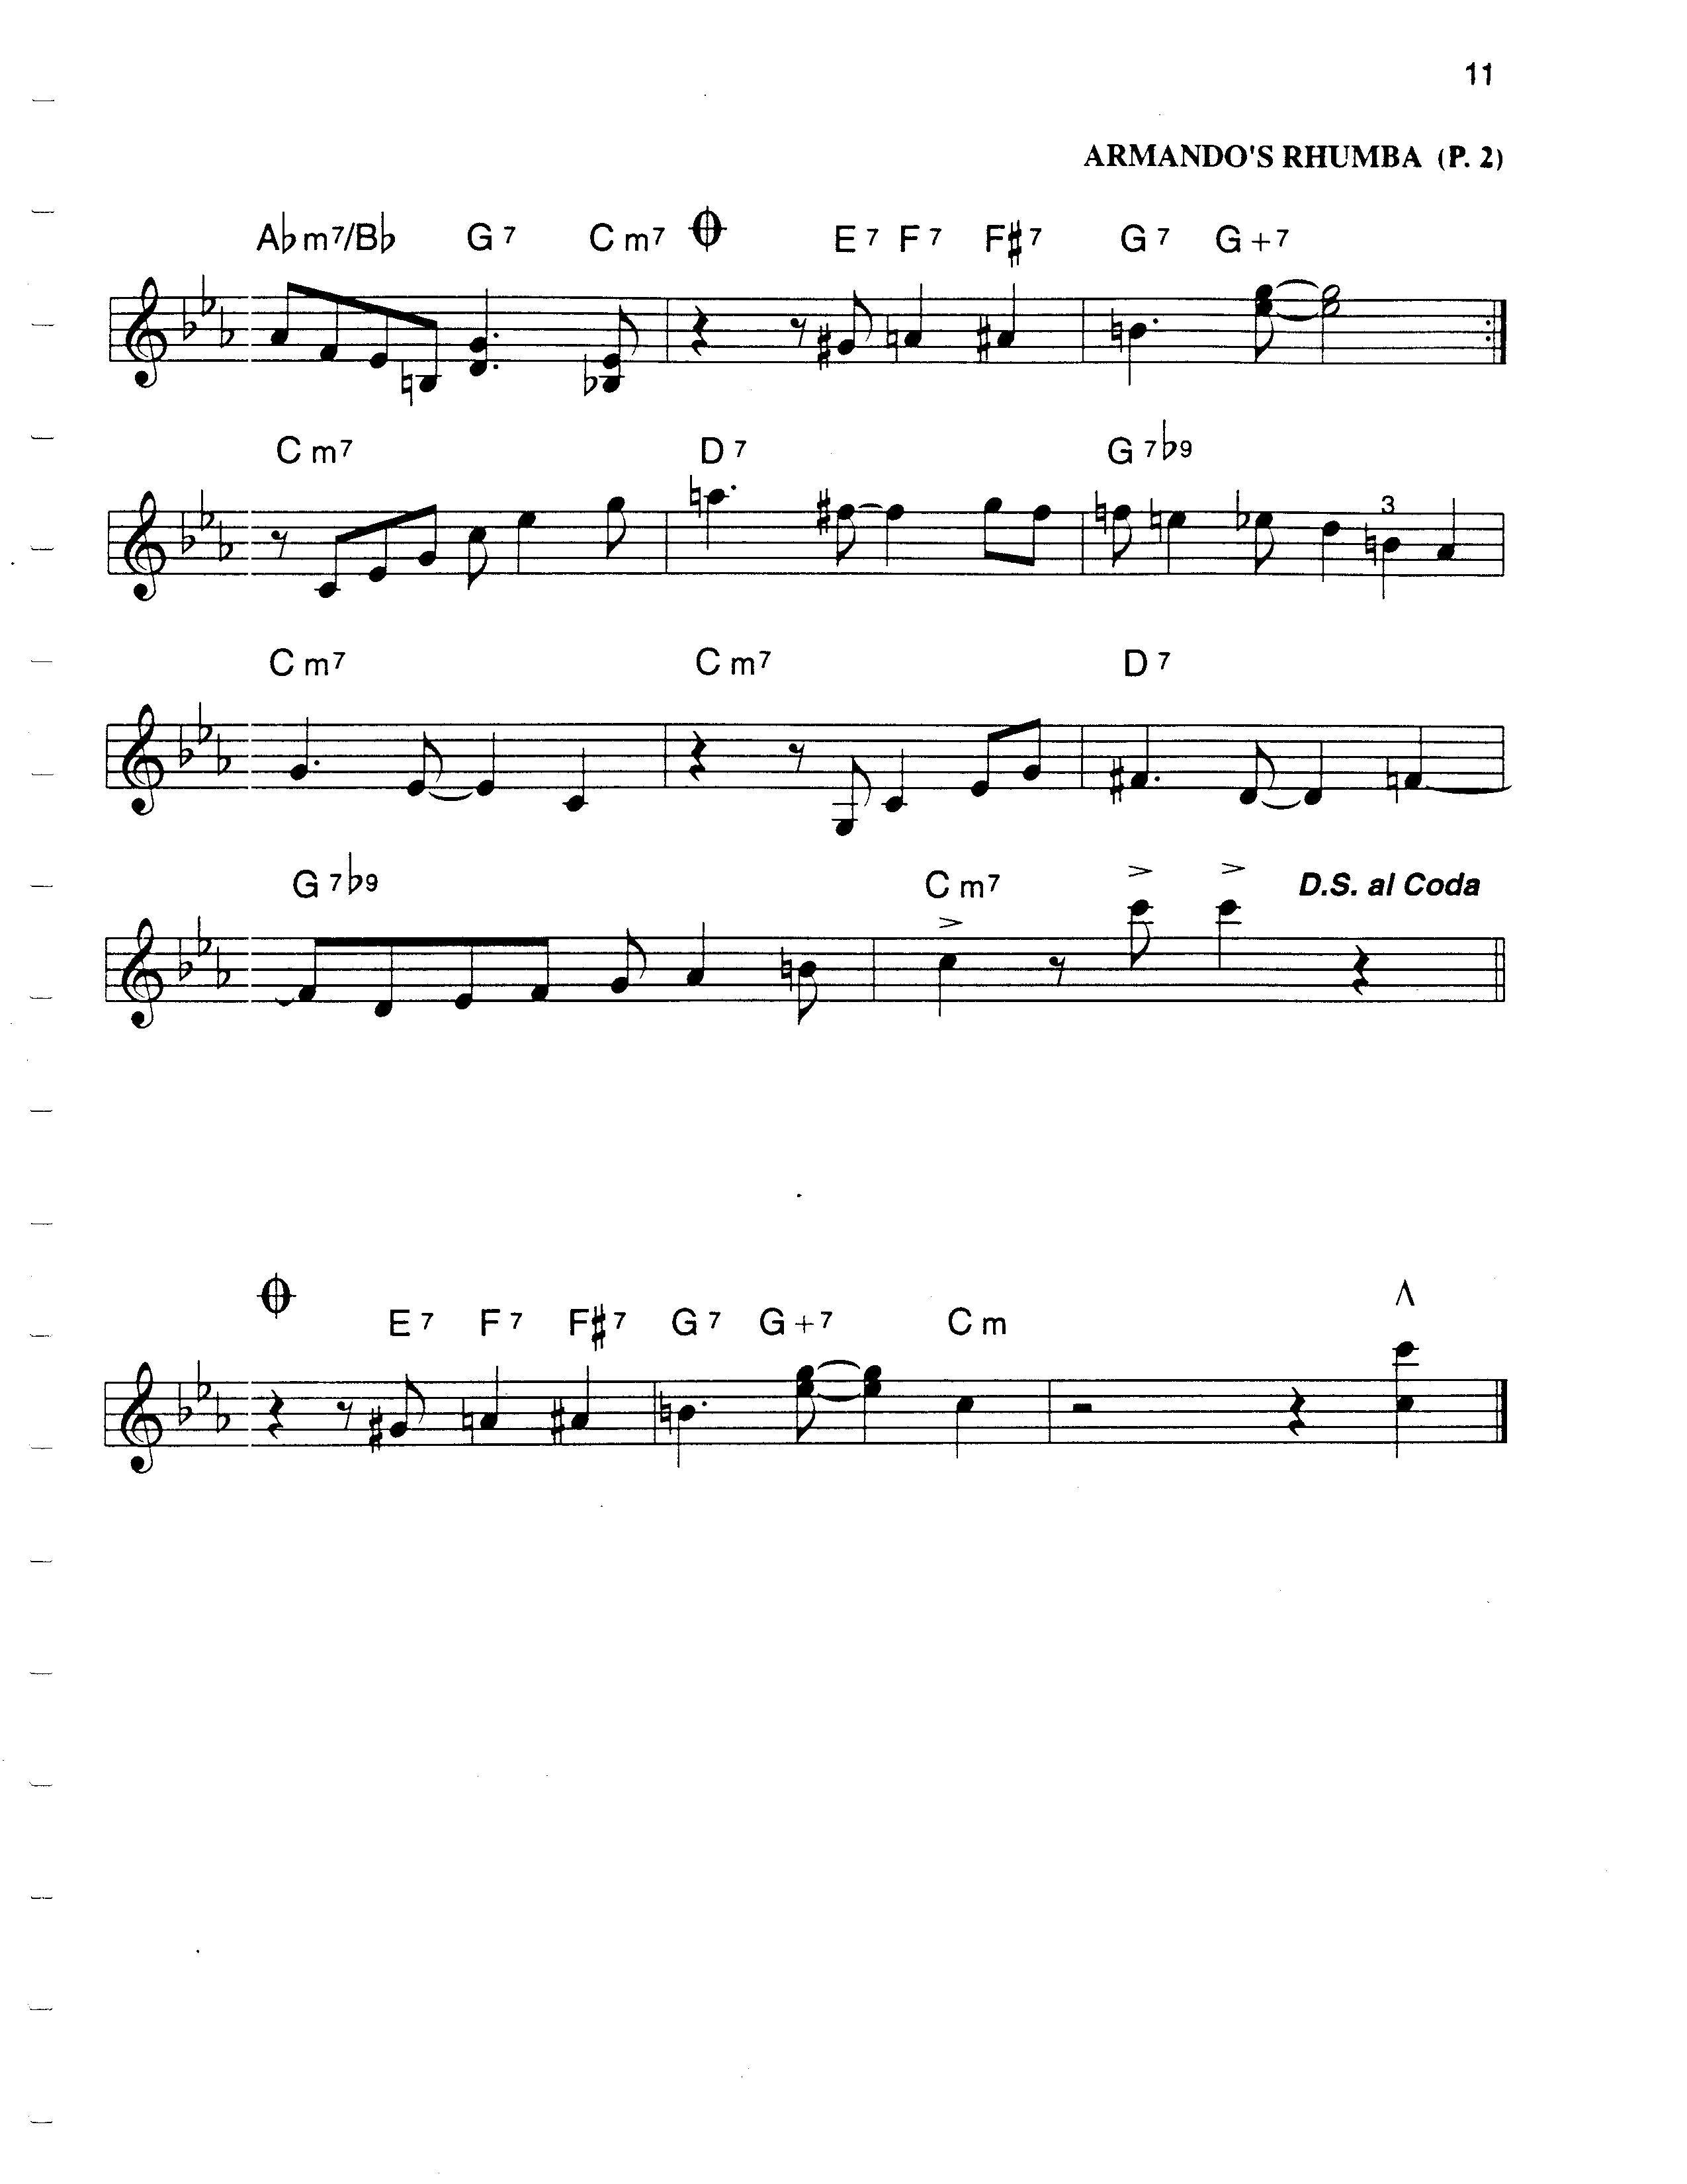 11
ARMANDO'S RHUMBA (P. 2)
A♭m7/B♭ G7 Cm7 E7 F7 F♯7 G7 G+7
Cm7 D7 G7♭9
3
Cm7 Cm7 D7
G7♭9 Cm7 D.S. al Coda
E7 F7 F♯7 G7 G+7 Cm